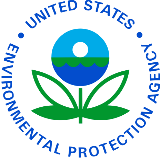 • UNITED STATES •
ENVIRONMENTAL PROTECTION AGENCY